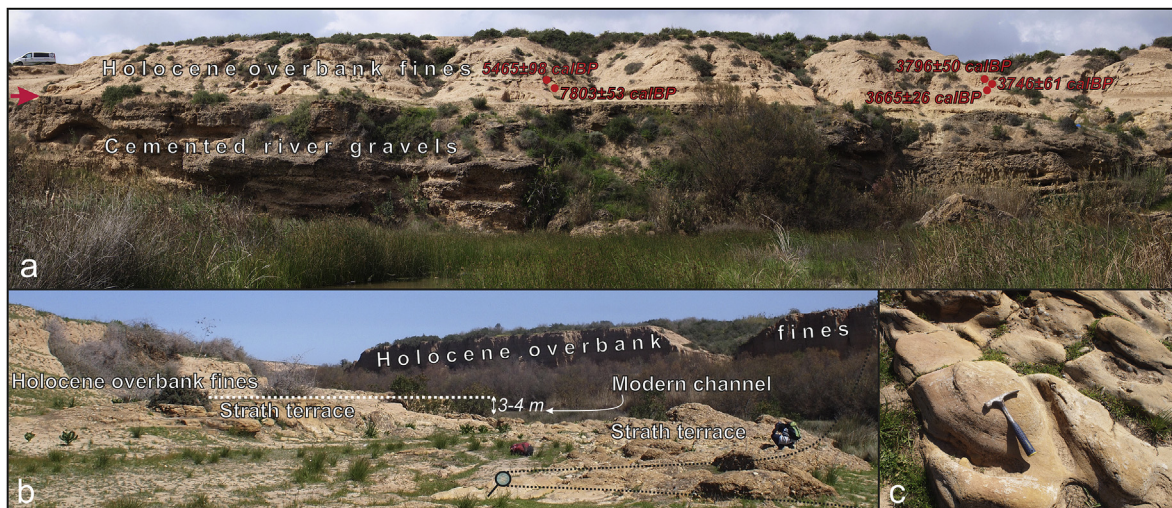 Holocene overbank fines
5465±98 calBP
7803±53 calBP
3796±50 calBP
3746±61 calBP
3665±26 calBP
Cemented river gravels
a
Holocene overbank fines
Holocene overbank fines
Modern channel
3-4 m
Strath terrace
Strath terrace
b
c